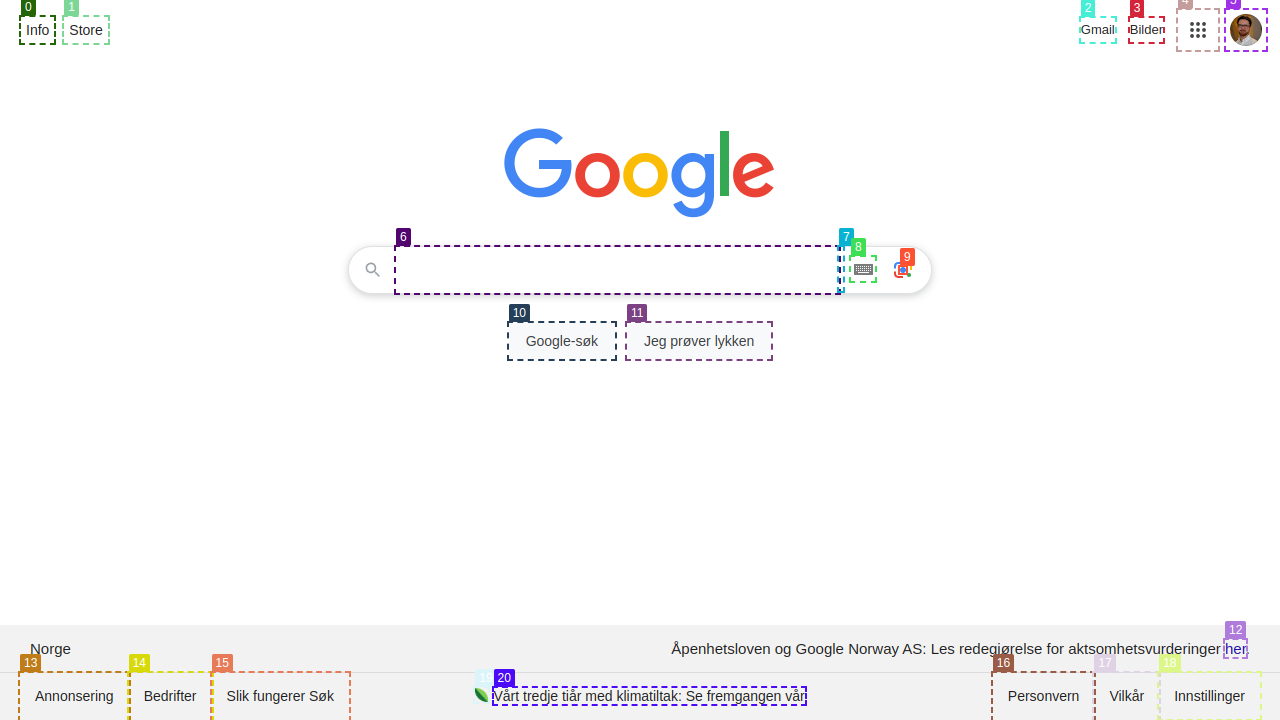 0
1
2
3
4
5
Info
Store
Gmail
Bilder
Google
6
7
8
9
10
11
Google-søk
Jeg prøver lykken
12
Norge
Åpenhetsloven og Google Norway AS: Les redegjørelse for aktsomhetsvurderinger her.
13
14
15
19
20
16
17
18
Annonsering
Bedrifter
Slik fungerer Søk
Vårt tredje tiår med klimatiltak: Se fremgangen vår
Personvern
Vilkår
Innstillinger